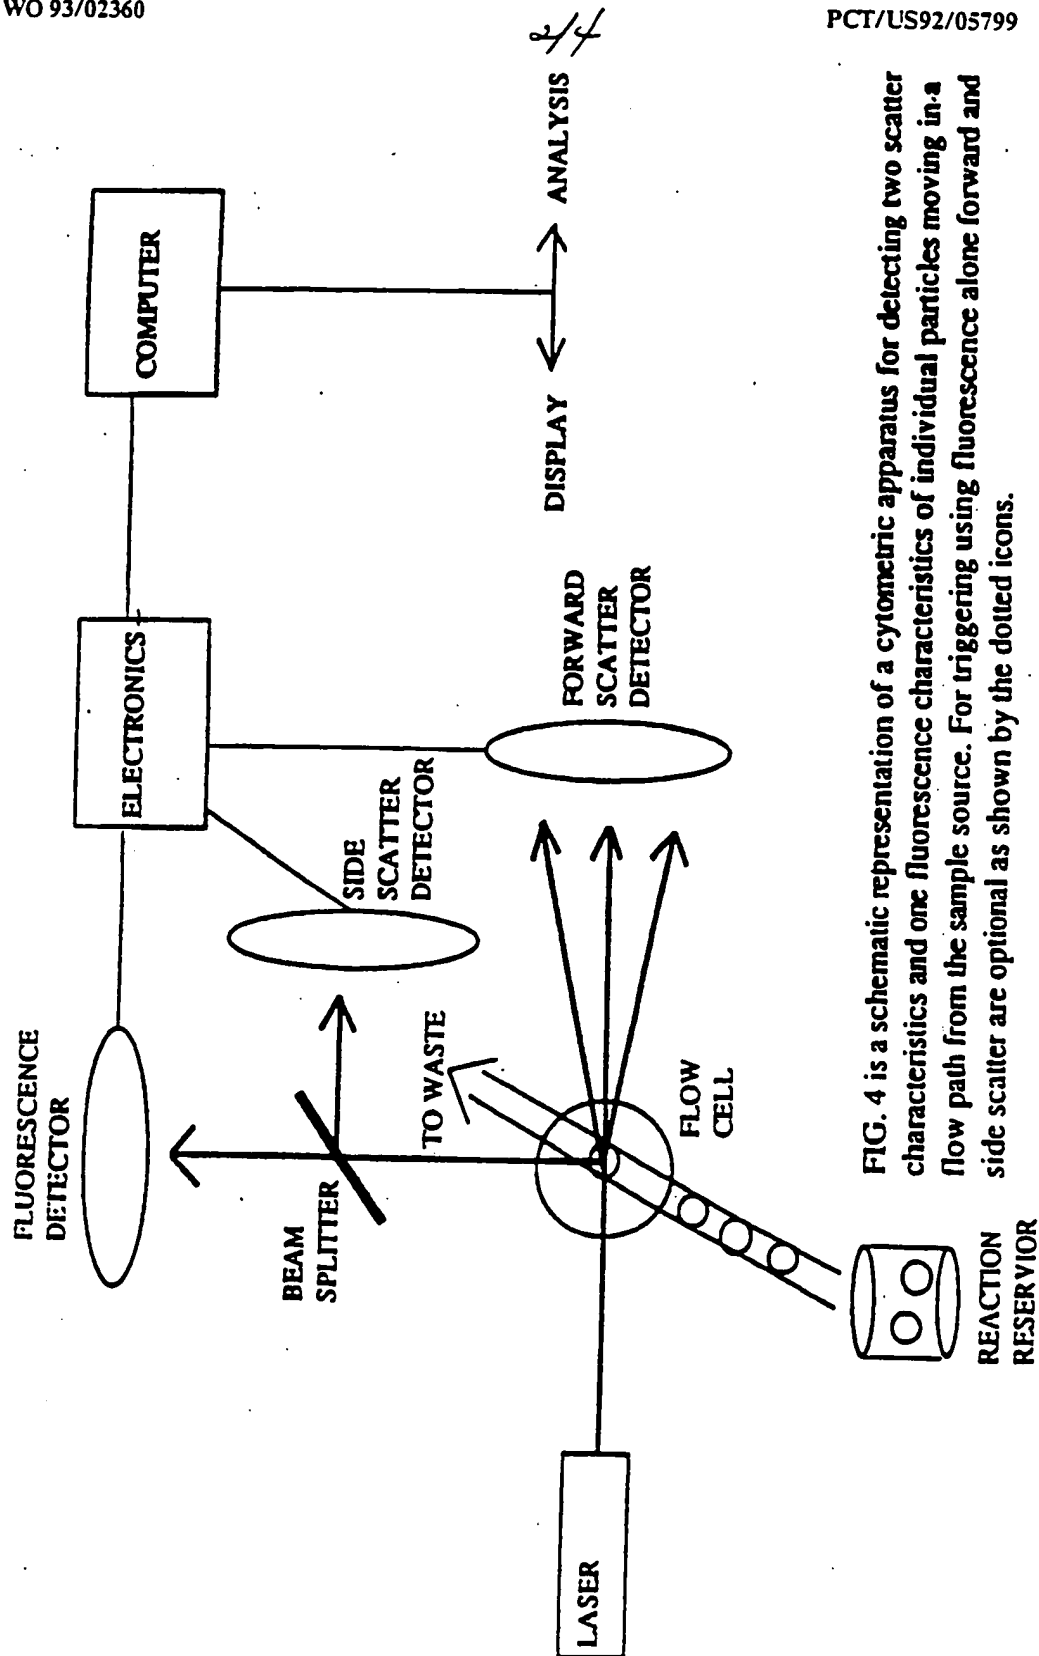 WO 93/02360
PCT/US92/05799
2/4
FLUORESCENCE
DETECTOR
ELECTRONICS
COMPUTER
BEAM
SPLITTER
SIDE
SCATTER
DETECTOR
TO WASTE
FORWARD
SCATTER
DETECTOR
DISPLAY
ANALYSIS
LASER
FLOW
CELL
REACTION
RESERVIOR
FIG. 4 is a schematic representation of a cytometric apparatus for detecting two scatter
characteristics and one fluorescence characteristics of individual particles moving in a
flow path from the sample source. For triggering using fluorescence alone forward and
side scatter are optional as shown by the dotted icons.